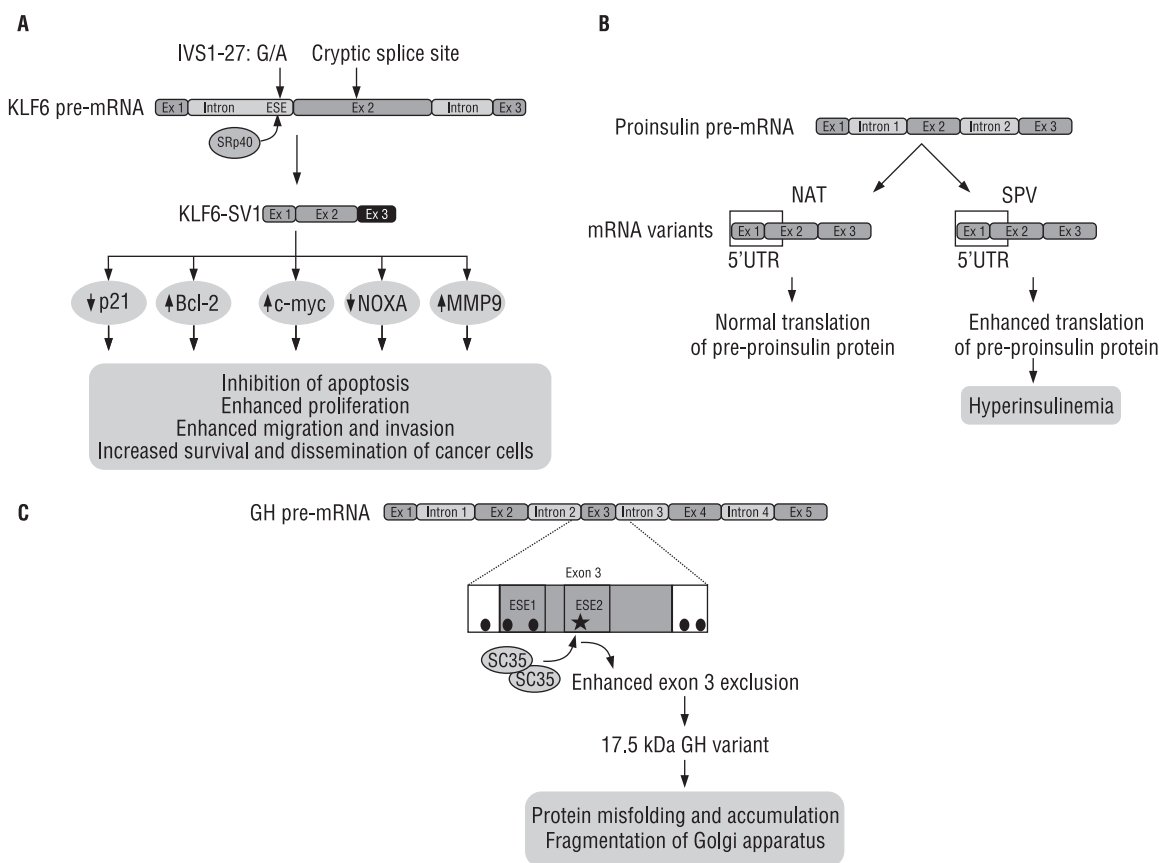 A
IVS1-27: G/A Cryptic splice site
KLF6 pre-mRNA Ex 1 Intron ESE Ex 2 Intron Ex 3
SRp40
KLF6-SV1 Ex 1 Ex 2 Ex 3
p21 Bcl-2 c-myc NOXA MMP9
Inhibition of apoptosis
Enhanced proliferation
Enhanced migration and invasion
Increased survival and dissemination of cancer cells
B
Proinsulin pre-mRNA Ex 1 Intron 1 Ex 2 Intron 2 Ex 3
NAT SPV
mRNA variants Ex 1 Ex 2 Ex 3 Ex 1 Ex 2 Ex 3
5'UTR 5'UTR
Normal translation
of pre-proinsulin protein
Enhanced translation
of pre-proinsulin protein
Hyperinsulinemia
C
GH pre-mRNA Ex 1 Intron 1 Ex 2 Intron 2 Ex 3 Intron 3 Ex 4 Intron 4 Ex 5
Exon 3
ESE1 ESE2
SC35
SC35
Enhanced exon 3 exclusion
17.5 kDa GH variant
Protein misfolding and accumulation
Fragmentation of Golgi apparatus